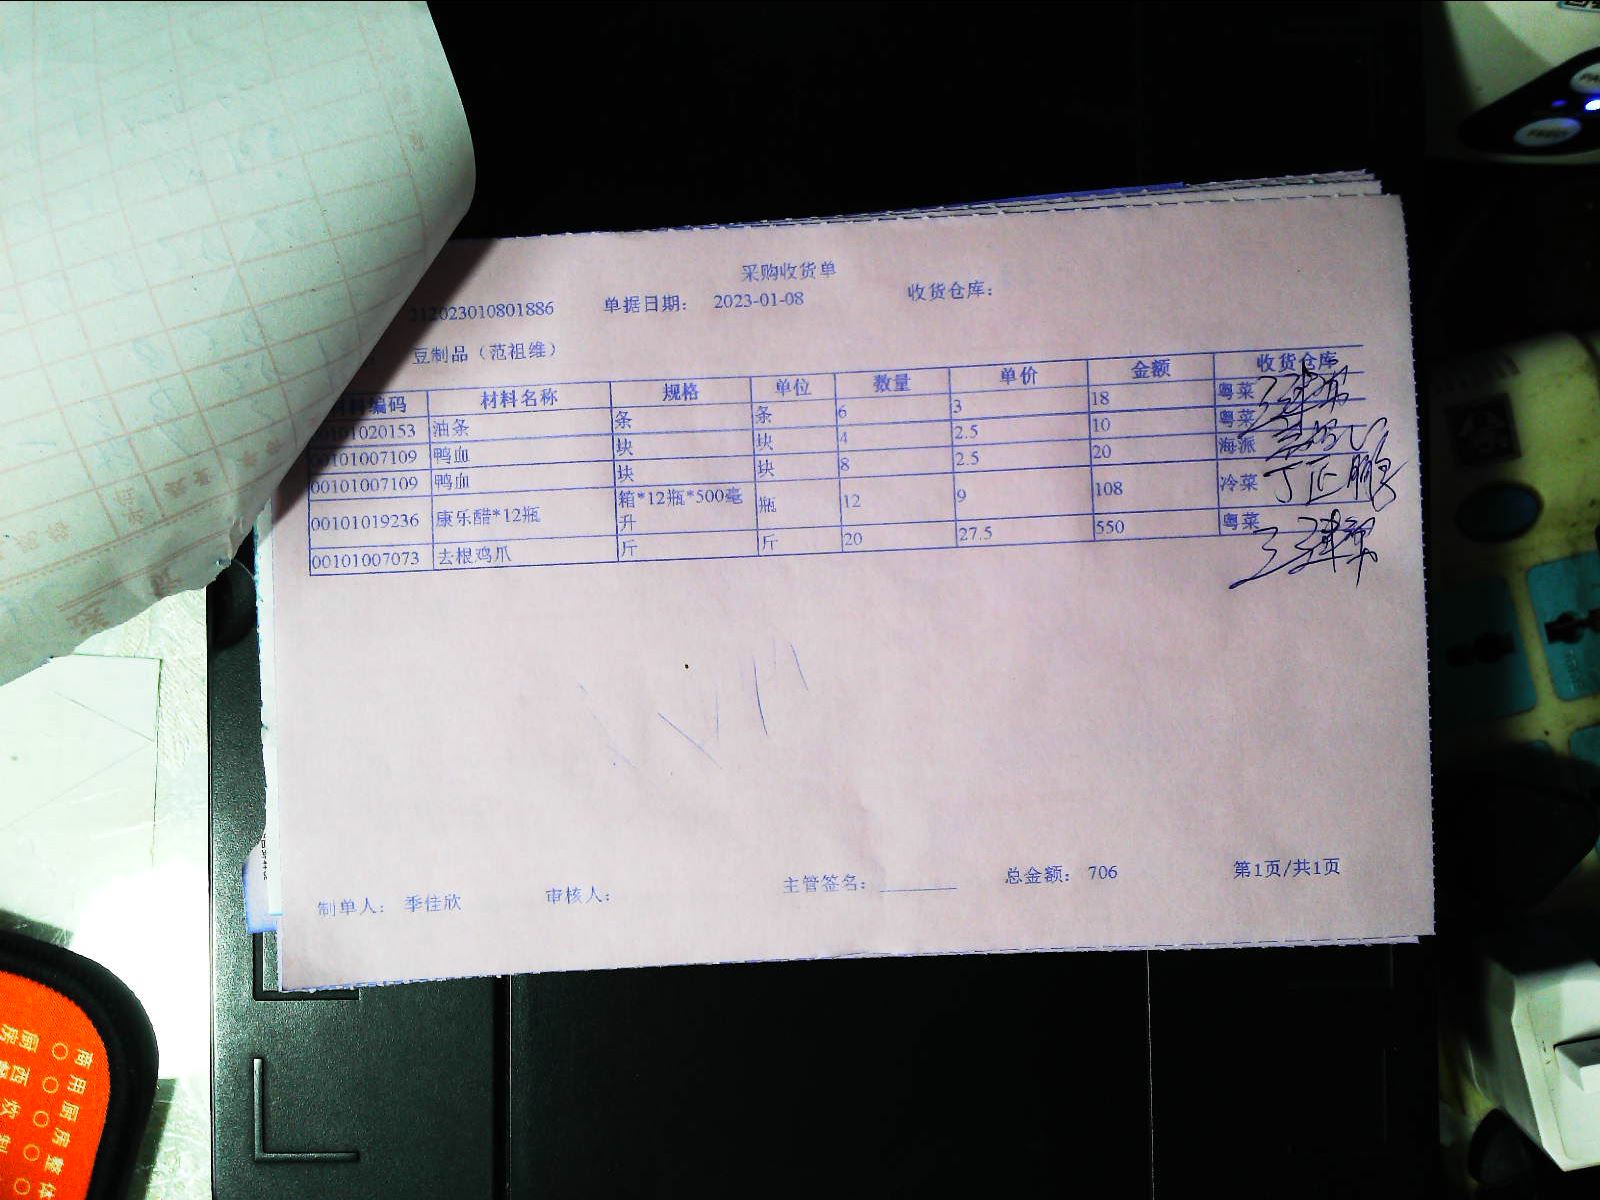 采购收货单
212023010801886 单据日期： 2023-01-08 收货仓库：
豆制品（范祖维）
编码 材料名称 规格 单位 数量 单价 金额 收货仓库
00101020153 油条 条 条 6 3 18 粤菜
00101007109 鸭血 块 块 4 2.5 10 粤菜
00101007109 鸭血 块 块 8 2.5 20 海派
00101019236 康乐醋*12瓶 箱*12瓶*500毫升 瓶 12 9 108 冷菜 丁正鹏
00101007073 去根鸡爪 斤 斤 20 27.5 550 粤菜
制单人： 季佳欣 审核人： 主管签名： 总金额： 706 第1页/共1页
商用厨房
整体